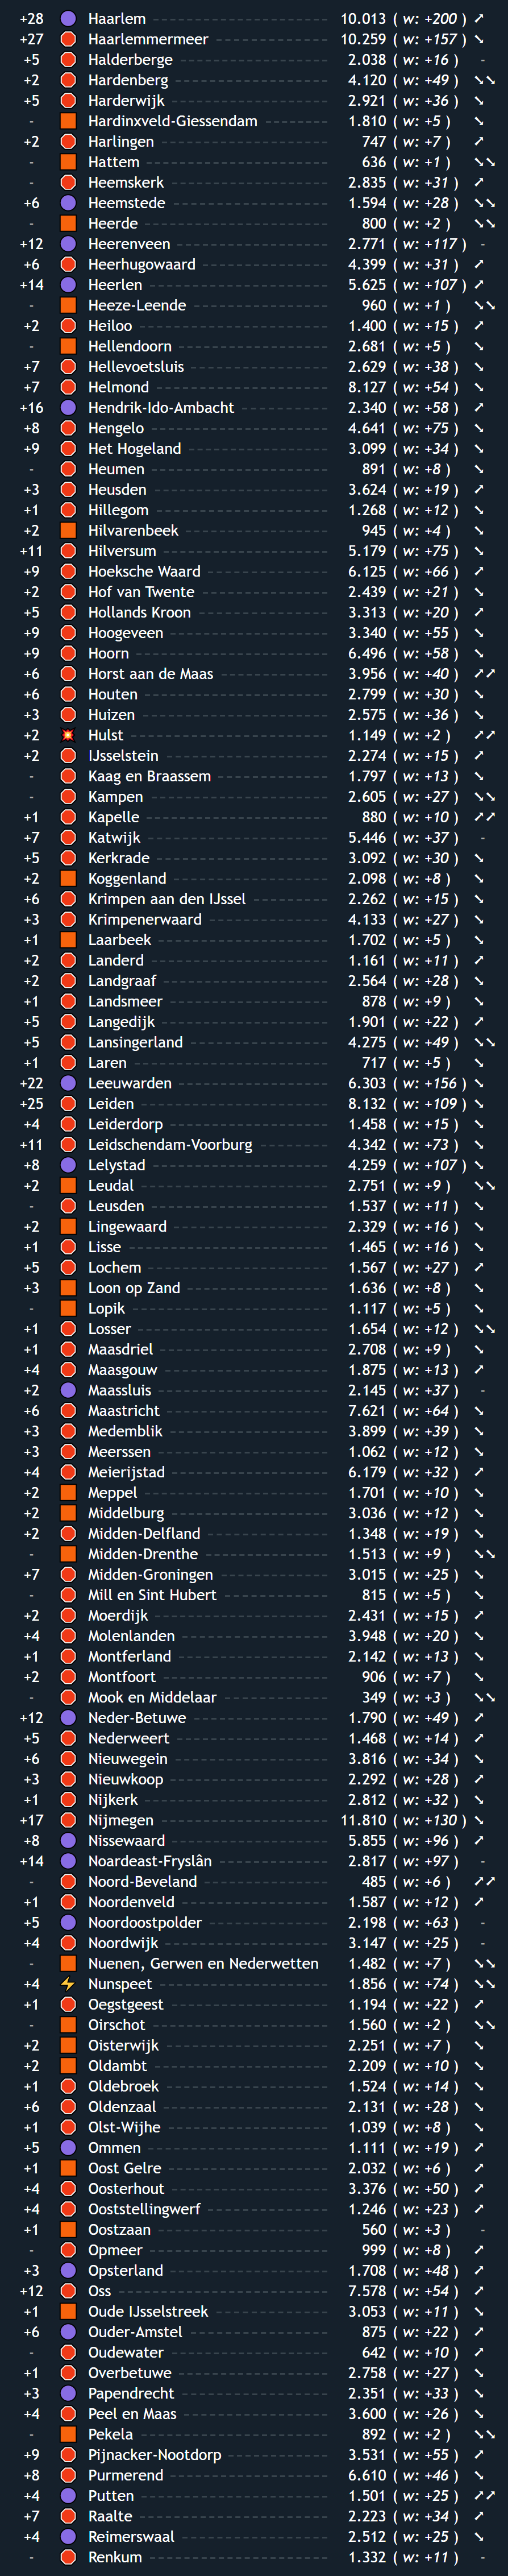 +28 Haarlem 10.013 ( w: +200 ) ↗
+27 Haarlemmermeer 10.259 ( w: +157 ) ↘
+5 Halderberge 2.038 ( w: +16 ) -
+2 Hardenberg 4.120 ( w: +49 ) ↘↘
+5 Harderwijk 2.921 ( w: +36 ) ↘
- Hardinxveld-Giessendam 1.810 ( w: +5 ) ↘
+2 Harlingen 747 ( w: +7 ) ↗
- Hattem 636 ( w: +1 ) ↘↘
- Heemskerk 2.835 ( w: +31 ) ↗
+6 Heemstede 1.594 ( w: +28 ) ↘↘
- Heerde 800 ( w: +2 ) ↘↘
+12 Heerenveen 2.771 ( w: +117 ) -
+6 Heerhugowaard 4.399 ( w: +31 ) ↗
+14 Heerlen 5.625 ( w: +107 ) ↗
- Heeze-Leende 960 ( w: +1 ) ↘↘
+2 Heiloo 1.400 ( w: +15 ) ↗
- Hellendoorn 2.681 ( w: +5 ) ↘
+7 Hellevoetsluis 2.629 ( w: +38 ) ↘
+7 Helmond 8.127 ( w: +54 ) ↘
+16 Hendrik-Ido-Ambacht 2.340 ( w: +58 ) ↗
+8 Hengelo 4.641 ( w: +75 ) ↘
+9 Het Hogeland 3.099 ( w: +34 ) ↘
- Heumen 891 ( w: +8 ) ↘
+3 Heusden 3.624 ( w: +19 ) ↗
+1 Hillegom 1.268 ( w: +12 ) ↘
+2 Hilvarenbeek 945 ( w: +4 ) ↘
+11 Hilversum 5.179 ( w: +75 ) ↘
+9 Hoeksche Waard 6.125 ( w: +66 ) ↗
+2 Hof van Twente 2.439 ( w: +21 ) ↘
+5 Hollands Kroon 3.313 ( w: +20 ) ↗
+9 Hoogeveen 3.340 ( w: +55 ) ↘
+9 Hoorn 6.496 ( w: +58 ) ↘
+6 Horst aan de Maas 3.956 ( w: +40 ) ↗↗
+6 Houten 2.799 ( w: +30 ) ↘
+3 Huizen 2.575 ( w: +36 ) ↘
+2 Hulst 1.149 ( w: +2 ) ↗↗
+2 IJsselstein 2.274 ( w: +15 ) ↗
- Kaag en Braassem 1.797 ( w: +13 ) ↘
- Kampen 2.605 ( w: +27 ) ↘↘
+1 Kapelle 880 ( w: +10 ) ↗↗
+7 Katwijk 5.446 ( w: +37 ) -
+5 Kerkrade 3.092 ( w: +30 ) ↘
+2 Koggenland 2.098 ( w: +8 ) ↘
+6 Krimpen aan den IJssel 2.262 ( w: +15 ) ↘
+3 Krimpenerwaard 4.133 ( w: +27 ) ↘
+1 Laarbeek 1.702 ( w: +5 ) ↘
+2 Landerd 1.161 ( w: +11 ) ↗
+2 Landgraaf 2.564 ( w: +28 ) ↘
+1 Landsmeer 878 ( w: +9 ) ↘
+5 Langedijk 1.901 ( w: +22 ) ↗
+5 Lansingerland 4.275 ( w: +49 ) ↘↘
+1 Laren 717 ( w: +5 ) ↘
+22 Leeuwarden 6.303 ( w: +156 ) ↘
+25 Leiden 8.132 ( w: +109 ) ↘
+4 Leiderdorp 1.458 ( w: +15 ) ↘
+11 Leidschendam-Voorburg 4.342 ( w: +73 ) ↘
+8 Lelystad 4.259 ( w: +107 ) ↘
+2 Leudal 2.751 ( w: +9 ) ↘↘
- Leusden 1.537 ( w: +11 ) ↘
+2 Lingewaard 2.329 ( w: +16 ) ↘
+1 Lisse 1.465 ( w: +16 ) ↘
+5 Lochem 1.567 ( w: +27 ) ↗
+3 Loon op Zand 1.636 ( w: +8 ) ↘
- Lopik 1.117 ( w: +5 ) ↘
+1 Losser 1.654 ( w: +12 ) ↘↘
+1 Maasdriel 2.708 ( w: +9 ) ↘
+4 Maasgouw 1.875 ( w: +13 ) ↗
+2 Maassluis 2.145 ( w: +37 ) -
+6 Maastricht 7.621 ( w: +64 ) ↘
+3 Medemblik 3.899 ( w: +39 ) ↘
+3 Meerssen 1.062 ( w: +12 ) ↘
+4 Meierijstad 6.179 ( w: +32 ) ↗
+2 Meppel 1.701 ( w: +10 ) ↘
+2 Middelburg 3.036 ( w: +12 ) ↘
+2 Midden-Delfland 1.348 ( w: +19 ) ↘
- Midden-Drenthe 1.513 ( w: +9 ) ↘↘
+7 Midden-Groningen 3.015 ( w: +25 ) ↘
- Mill en Sint Hubert 815 ( w: +5 ) ↘
+2 Moerdijk 2.431 ( w: +15 ) ↗
+4 Molenlanden 3.948 ( w: +20 ) ↘
+1 Montferland 2.142 ( w: +13 ) ↘
+2 Montfoort 906 ( w: +7 ) ↘
- Mook en Middelaar 349 ( w: +3 ) ↘↘
+12 Neder-Betuwe 1.790 ( w: +49 ) ↗
+5 Nederweert 1.468 ( w: +14 ) ↗
+6 Nieuwegein 3.816 ( w: +34 ) ↘
+3 Nieuwkoop 2.292 ( w: +28 ) ↗
+1 Nijkerk 2.812 ( w: +32 ) ↘
+17 Nijmegen 11.810 ( w: +130 ) ↘
+8 Nissewaard 5.855 ( w: +96 ) ↗
+14 Noardeast-Fryslân 2.817 ( w: +97 ) -
- Noord-Beveland 485 ( w: +6 ) ↗↗
+1 Noordenveld 1.587 ( w: +12 ) ↗
+5 Noordoostpolder 2.198 ( w: +63 ) -
+4 Noordwijk 3.147 ( w: +25 ) -
- Nuenen, Gerwen en Nederwetten 1.482 ( w: +7 ) ↘↘
+4 Nunspeet 1.856 ( w: +74 ) ↘↘
+1 Oegstgeest 1.194 ( w: +22 ) ↗
- Oirschot 1.560 ( w: +2 ) ↘↘
+2 Oisterwijk 2.251 ( w: +7 ) ↘
+2 Oldambt 2.209 ( w: +10 ) ↘
+1 Oldebroek 1.524 ( w: +14 ) ↘
+6 Oldenzaal 2.131 ( w: +28 ) ↘
+1 Olst-Wijhe 1.039 ( w: +8 ) ↘
+5 Ommen 1.111 ( w: +19 ) ↗
+1 Oost Gelre 2.032 ( w: +6 ) ↗
+4 Oosterhout 3.376 ( w: +50 ) ↗
+4 Ooststellingwerf 1.246 ( w: +23 ) ↗
+1 Oostzaan 560 ( w: +3 ) -
- Opmeer 999 ( w: +8 ) ↗
+3 Opsterland 1.708 ( w: +48 ) ↗
+12 Oss 7.578 ( w: +54 ) ↗
+1 Oude IJsselstreek 3.053 ( w: +11 ) ↘
+6 Ouder-Amstel 875 ( w: +22 ) ↗
- Oudewater 642 ( w: +10 ) ↗
+1 Overbetuwe 2.758 ( w: +27 ) ↘
+3 Papendrecht 2.351 ( w: +33 ) ↘
+4 Peel en Maas 3.600 ( w: +26 ) ↘
- Pekela 892 ( w: +2 ) ↘↘
+9 Pijnacker-Nootdorp 3.531 ( w: +55 ) ↗
+8 Purmerend 6.610 ( w: +46 ) ↘
+4 Putten 1.501 ( w: +25 ) ↗↗
+7 Raalte 2.223 ( w: +34 ) ↗
+4 Reimerswaal 2.512 ( w: +25 ) ↘
- Renkum 1.332 ( w: +11 ) -